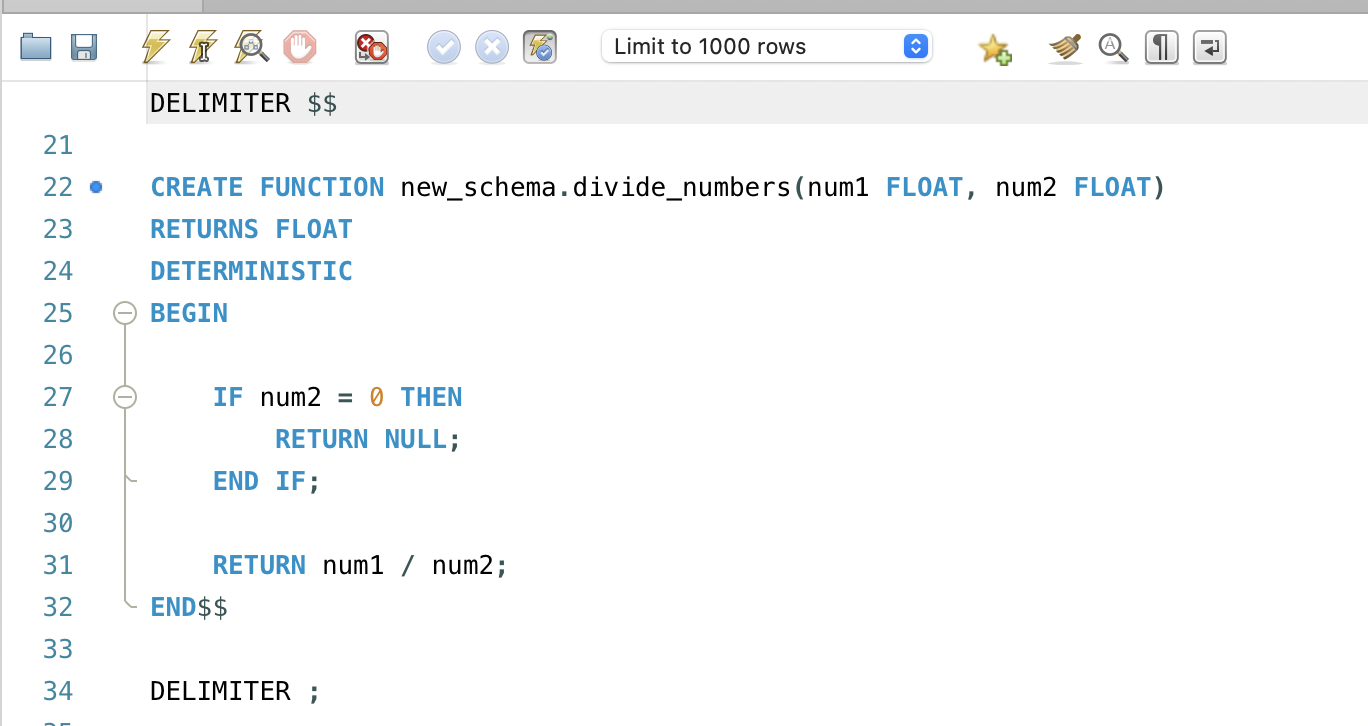 Limit to 1000 rows
DELIMITER $$
21
22 CREATE FUNCTION new_schema.divide_numbers(num1 FLOAT, num2 FLOAT)
23 RETURNS FLOAT
24 DETERMINISTIC
25 BEGIN
26
27 IF num2 = 0 THEN
28 RETURN NULL;
29 END IF;
30
31 RETURN num1 / num2;
32 END$$
33
34 DELIMITER ;